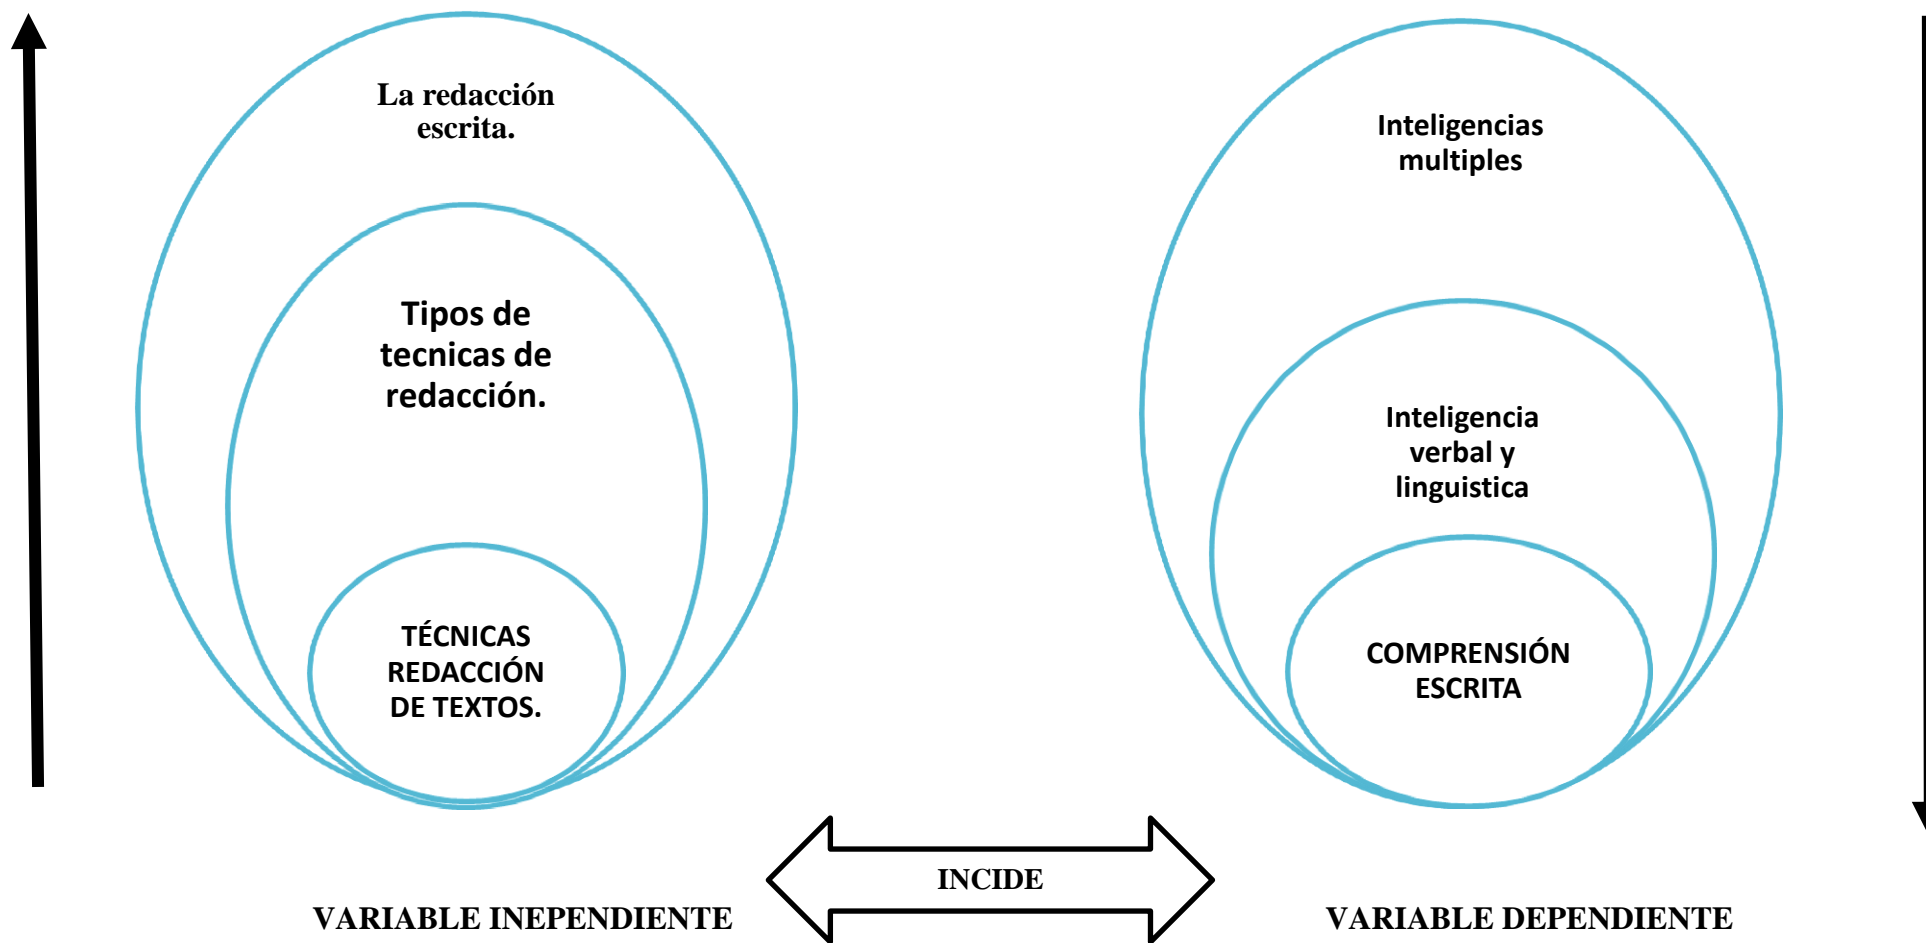 La redacción
escrita.
Tipos de
tecnicas de
redacción.
TÉCNICAS
REDACCIÓN
DE TEXTOS.
Inteligencias
multiples
Inteligencia
verbal y
linguistica
COMPRENSIÓN
ESCRITA
INCIDE
VARIABLE INEPENDIENTE
VARIABLE DEPENDIENTE